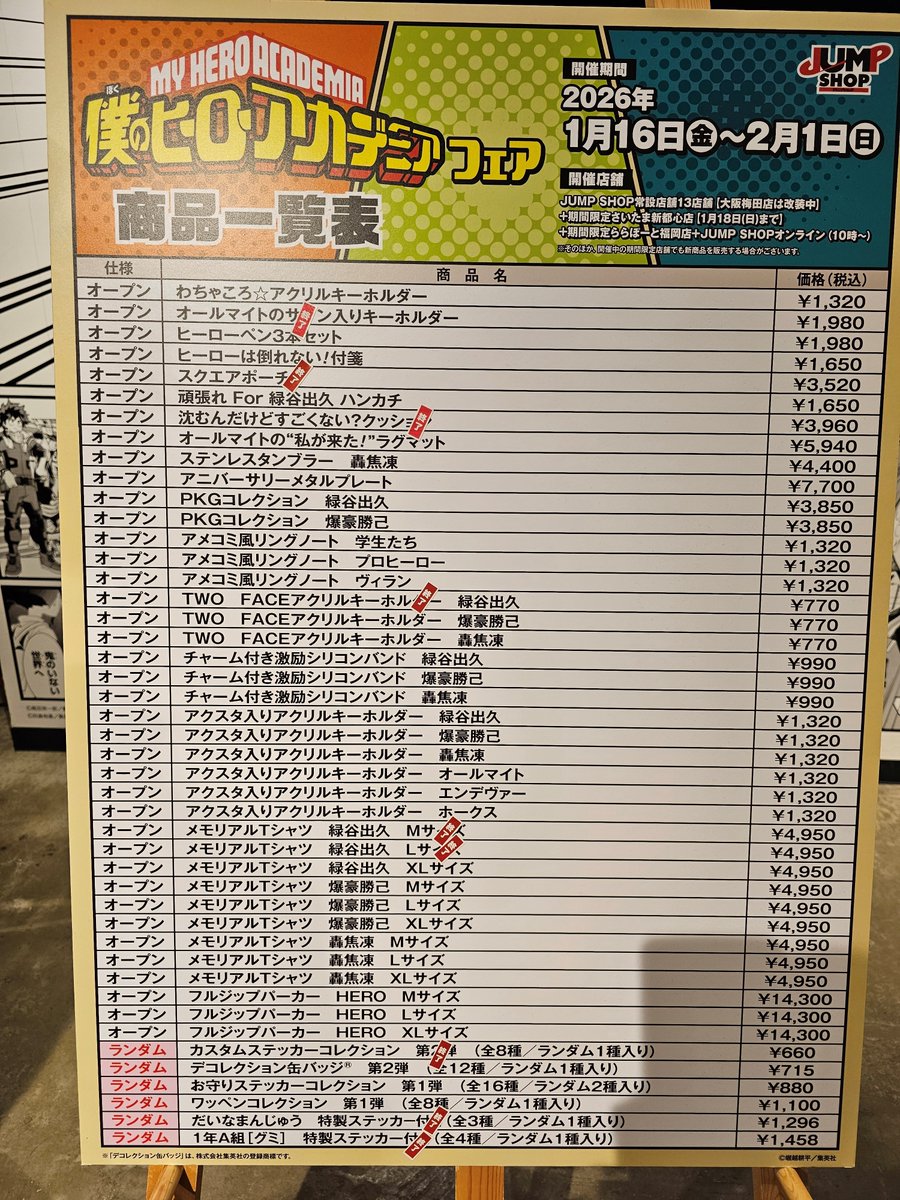 MY HERO ACADEMIA
僕のヒーローアカデミア フェア
ぼく
商品一覧表
JUMP SHOP
開催期間
2026年
1月16日(金)～2月1日(日)
開催店舗
JUMP SHOP常設店舗13店舗【大阪梅田店は改装中】
+期間限定さいたま新都心店【1月18日(日)まで】
+期間限定ららぽーと福岡店+JUMP SHOPオンライン(10時～)
※そのほか、開催中の期間限定店舗でも新商品を販売する場合がございます。
仕様 商品名 価格(税込)
オープン わちゃころ☆アクリルキーホルダー ¥1,320
オープン オールマイトのサイン入りキーホルダー 終了 ¥1,980
オープン ヒーローペン3本セット ¥1,980
オープン ヒーローは倒れない!付箋 ¥1,650
オープン スクエアポーチ 終了 ¥3,520
オープン 頑張れ For 緑谷出久 ハンカチ ¥1,650
オープン 沈むんだけどすごくない?クッション 終了 ¥3,960
オープン オールマイトの“私が来た!”ラグマット ¥5,940
オープン ステンレスタンブラー 轟焦凍 ¥4,400
オープン アニバーサリーメタルプレート ¥7,700
オープン PKGコレクション 緑谷出久 ¥3,850
オープン PKGコレクション 爆豪勝己 ¥3,850
オープン アメコミ風リングノート 学生たち ¥1,320
オープン アメコミ風リングノート プロヒーロー ¥1,320
オープン アメコミ風リングノート ヴィラン ¥1,320
オープン TWO FACEアクリルキーホルダー 緑谷出久 終了 ¥770
オープン TWO FACEアクリルキーホルダー 爆豪勝己 ¥770
オープン TWO FACEアクリルキーホルダー 轟焦凍 ¥770
オープン チャーム付き激励シリコンバンド 緑谷出久 ¥990
オープン チャーム付き激励シリコンバンド 爆豪勝己 ¥990
オープン チャーム付き激励シリコンバンド 轟焦凍 ¥990
オープン アクスタ入りアクリルキーホルダー 緑谷出久 ¥1,320
オープン アクスタ入りアクリルキーホルダー 爆豪勝己 ¥1,320
オープン アクスタ入りアクリルキーホルダー 轟焦凍 ¥1,320
オープン アクスタ入りアクリルキーホルダー オールマイト ¥1,320
オープン アクスタ入りアクリルキーホルダー エンデヴァー ¥1,320
オープン アクスタ入りアクリルキーホルダー ホークス ¥1,320
オープン メモリアルTシャツ 緑谷出久 Mサイズ 終了 ¥4,950
オープン メモリアルTシャツ 緑谷出久 Lサイズ 終了 ¥4,950
オープン メモリアルTシャツ 緑谷出久 XLサイズ ¥4,950
オープン メモリアルTシャツ 爆豪勝己 Mサイズ ¥4,950
オープン メモリアルTシャツ 爆豪勝己 Lサイズ ¥4,950
オープン メモリアルTシャツ 爆豪勝己 XLサイズ ¥4,950
オープン メモリアルTシャツ 轟焦凍 Mサイズ ¥4,950
オープン メモリアルTシャツ 轟焦凍 Lサイズ ¥4,950
オープン メモリアルTシャツ 轟焦凍 XLサイズ ¥4,950
オープン フルジップパーカー HERO Mサイズ ¥14,300
オープン フルジップパーカー HERO Lサイズ ¥14,300
オープン フルジップパーカー HERO XLサイズ ¥14,300
ランダム カスタムステッカーコレクション 第2弾 (全8種/ランダム1種入り) 終了 ¥660
ランダム デコレクション缶バッジ® 第2弾 (全12種/ランダム1種入り) ¥715
ランダム お守りステッカーコレクション 第1弾 (全16種/ランダム2種入り) ¥880
ランダム ワッペンコレクション 第1弾 (全8種/ランダム1種入り) ¥1,100
ランダム だいなまんじゅう 特製ステッカー付き (全3種/ランダム1種入り) 終了 ¥1,296
ランダム 1年A組[グミ] 特製ステッカー付き (全4種/ランダム1種入り) 終了 ¥1,458
※「デコレクション缶バッジ」は、株式会社集英社の登録商標です。
©堀越耕平/集英社
鬼のいない
世界へ